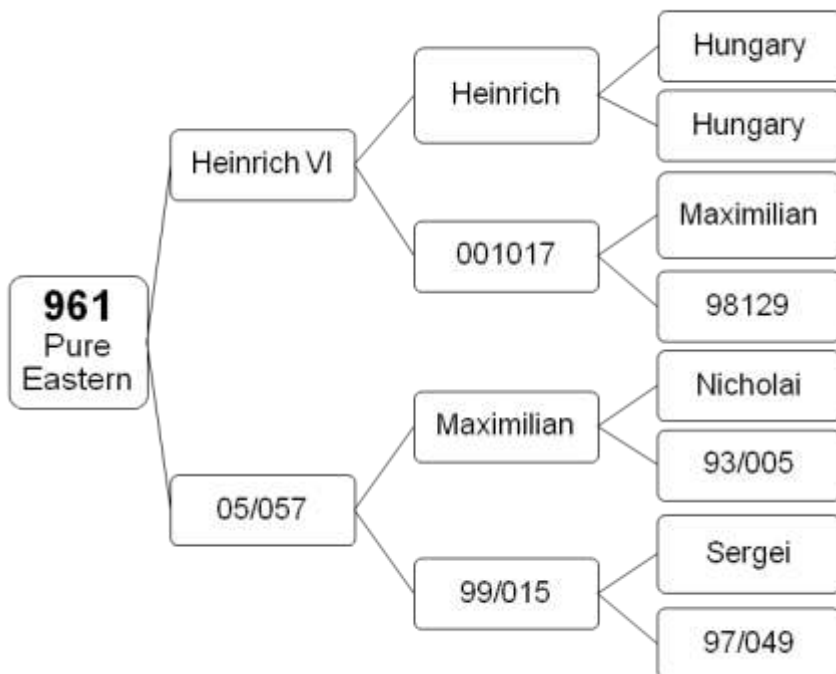 Hungary
Heinrich
Hungary
Heinrich VI
Maximilian
001017
98129
961
Pure
Eastern
Nicholai
Maximilian
93/005
05/057
Sergei
99/015
97/049